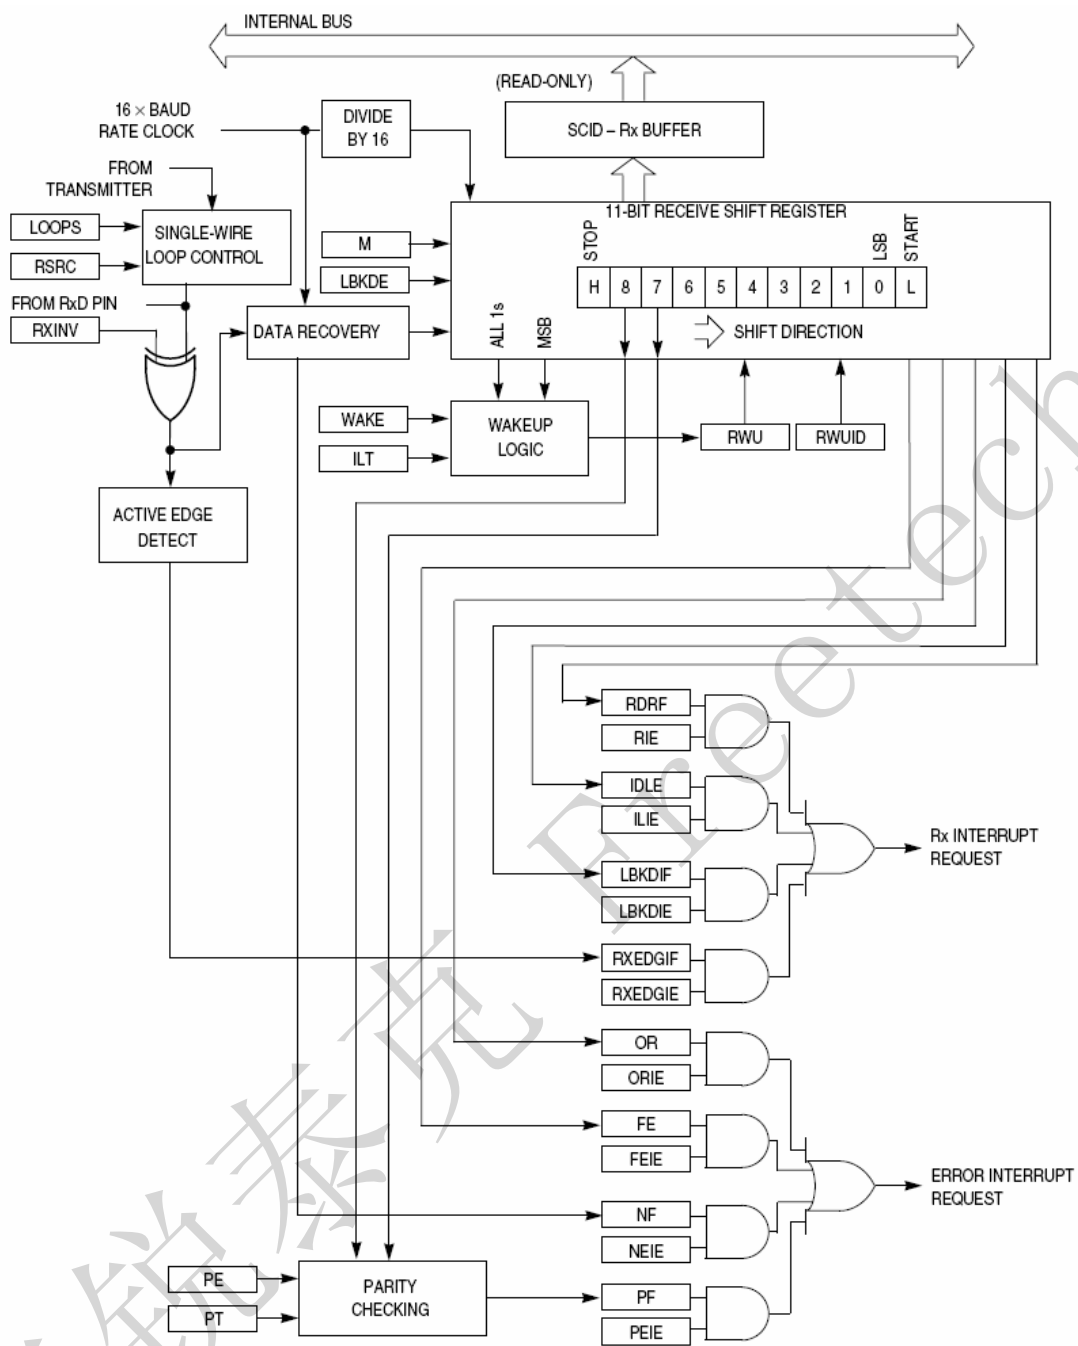 INTERNAL BUS
(READ-ONLY)
16 × BAUD
RATE CLOCK
DIVIDE
BY 16
SCID – Rx BUFFER
FROM
TRANSMITTER
11-BIT RECEIVE SHIFT REGISTER
LOOPS
SINGLE-WIRE
LOOP CONTROL
RSRC
M
LBKDE
STOP
LSB
START
H 8 7 6 5 4 3 2 1 0 L
FROM RxD PIN
RXINV
DATA RECOVERY
ALL 1s
MSB
SHIFT DIRECTION
WAKE
ILT
WAKEUP
LOGIC
RWU
RWUID
ACTIVE EDGE
DETECT
RDRF
RIE
IDLE
ILIE
Rx INTERRUPT
REQUEST
LBKDIF
LBKDIE
RXEDGIF
RXEDGIE
OR
ORIE
FE
FEIE
ERROR INTERRUPT
REQUEST
NF
NEIE
PE
PT
PARITY
CHECKING
PF
PEIE
锐泰克 Freetech